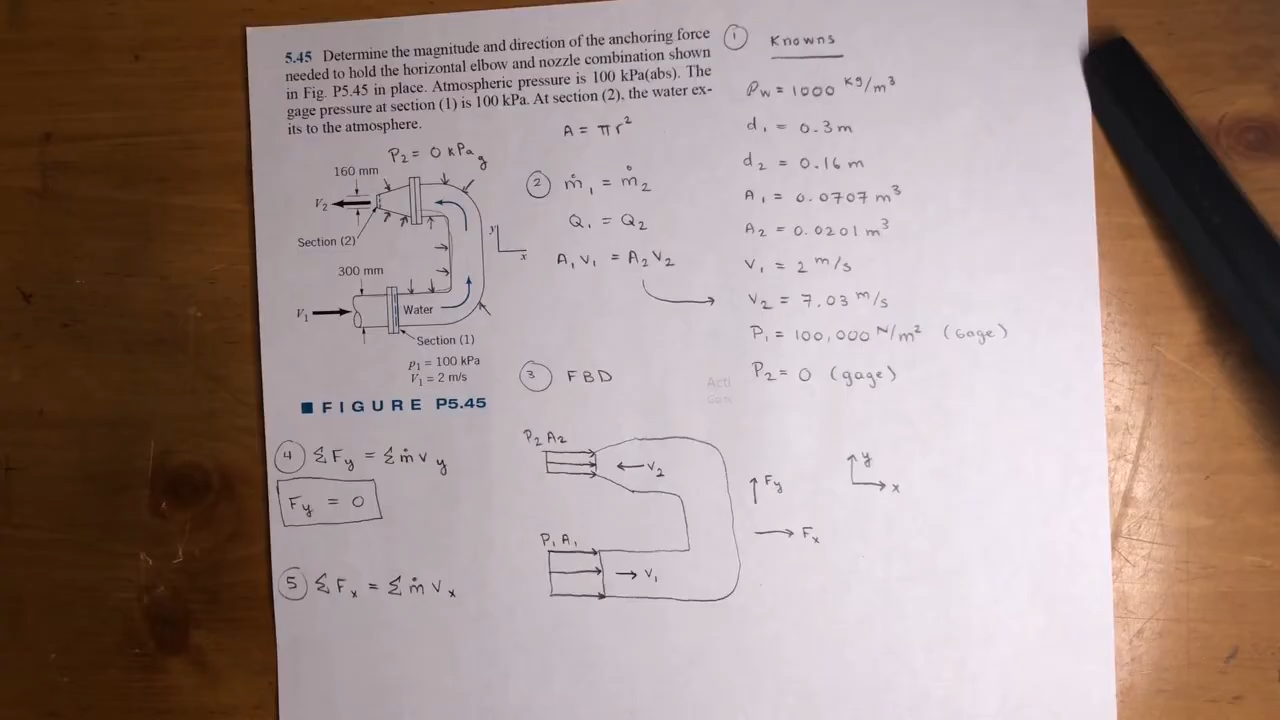 5.45 Determine the magnitude and direction of the anchoring force
needed to hold the horizontal elbow and nozzle combination shown
in Fig. P5.45 in place. Atmospheric pressure is 100 kPa(abs). The
gage pressure at section (1) is 100 kPa. At section (2), the water ex-
its to the atmosphere.
P₂ = 0 kPa g
160 mm
V₂
Section (2)
300 mm
V₁
Water
Section (1)
p₁ = 100 kPa
V₁ = 2 m/s
y
x
■ FIGURE P5.45
A = πr²
② ṁ₁ = ṁ₂
Q₁ = Q₂
A₁V₁ = A₂V₂
① Knowns
ρw = 1000 kg/m³
d₁ = 0.3 m
d₂ = 0.16 m
A₁ = 0.0707 m³
A₂ = 0.0201 m³
V₁ = 2 m/s
V₂ = 7.03 m/s
P₁ = 100,000 N/m² (Gage)
P₂ = 0 (gage)
③ FBD
Acti
P₂A₂
V₂
P₁A₁
V₁
Fy
Fx
y
x
④ ΣFy = Σṁvy
Fy = 0
⑤ ΣFx = ΣṁVx